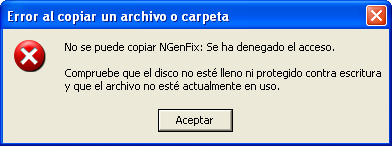 Error al copiar un archivo o carpeta
No se puede copiar NGenFix: Se ha denegado el acceso.
Compruebe que el disco no esté lleno ni protegido contra escritura
y que el archivo no esté actualmente en uso.
Aceptar